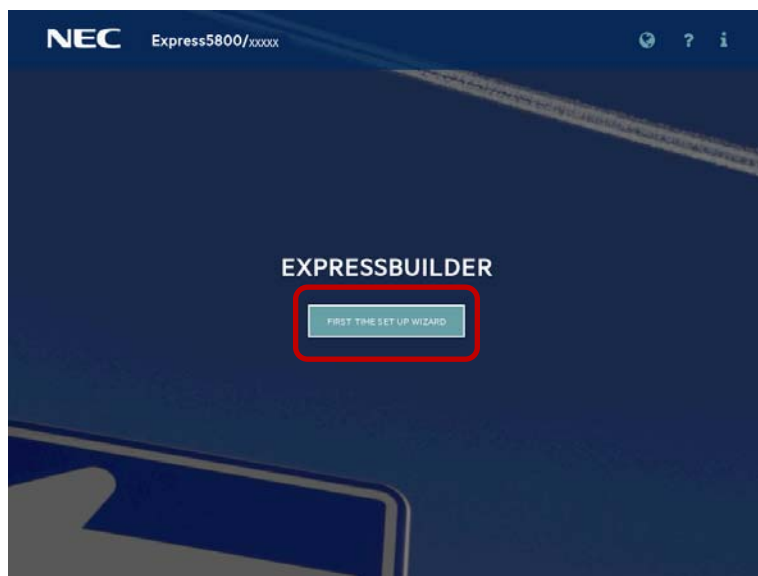 NEC Express5800/xxxxx ? i
EXPRESSBUILDER
FIRST TIME SET UP WIZARD